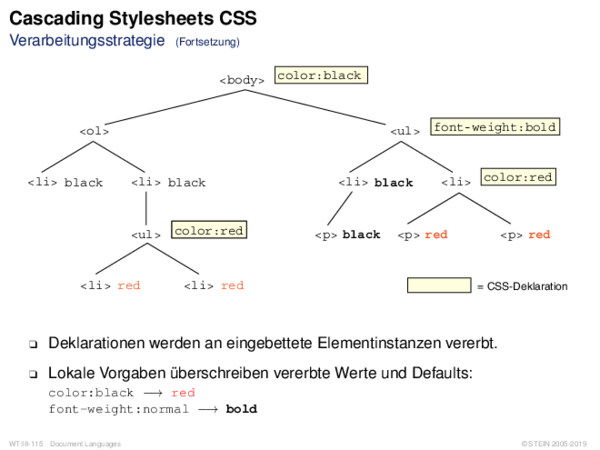 Cascading Stylesheets CSS
Verarbeitungsstrategie (Fortsetzung)
<body> color:black
<ol> <ul> font-weight:bold
<li> black <li> black <li> black <li> color:red
<ul> color:red <p> black <p> red <p> red
<li> red <li> red = CSS-Deklaration
❑ Deklarationen werden an eingebettete Elementinstanzen vererbt.
❑ Lokale Vorgaben überschreiben vererbte Werte und Defaults:
color:black → red
font-weight:normal → bold
WT:III-115 Document Languages © STEIN 2005-2019